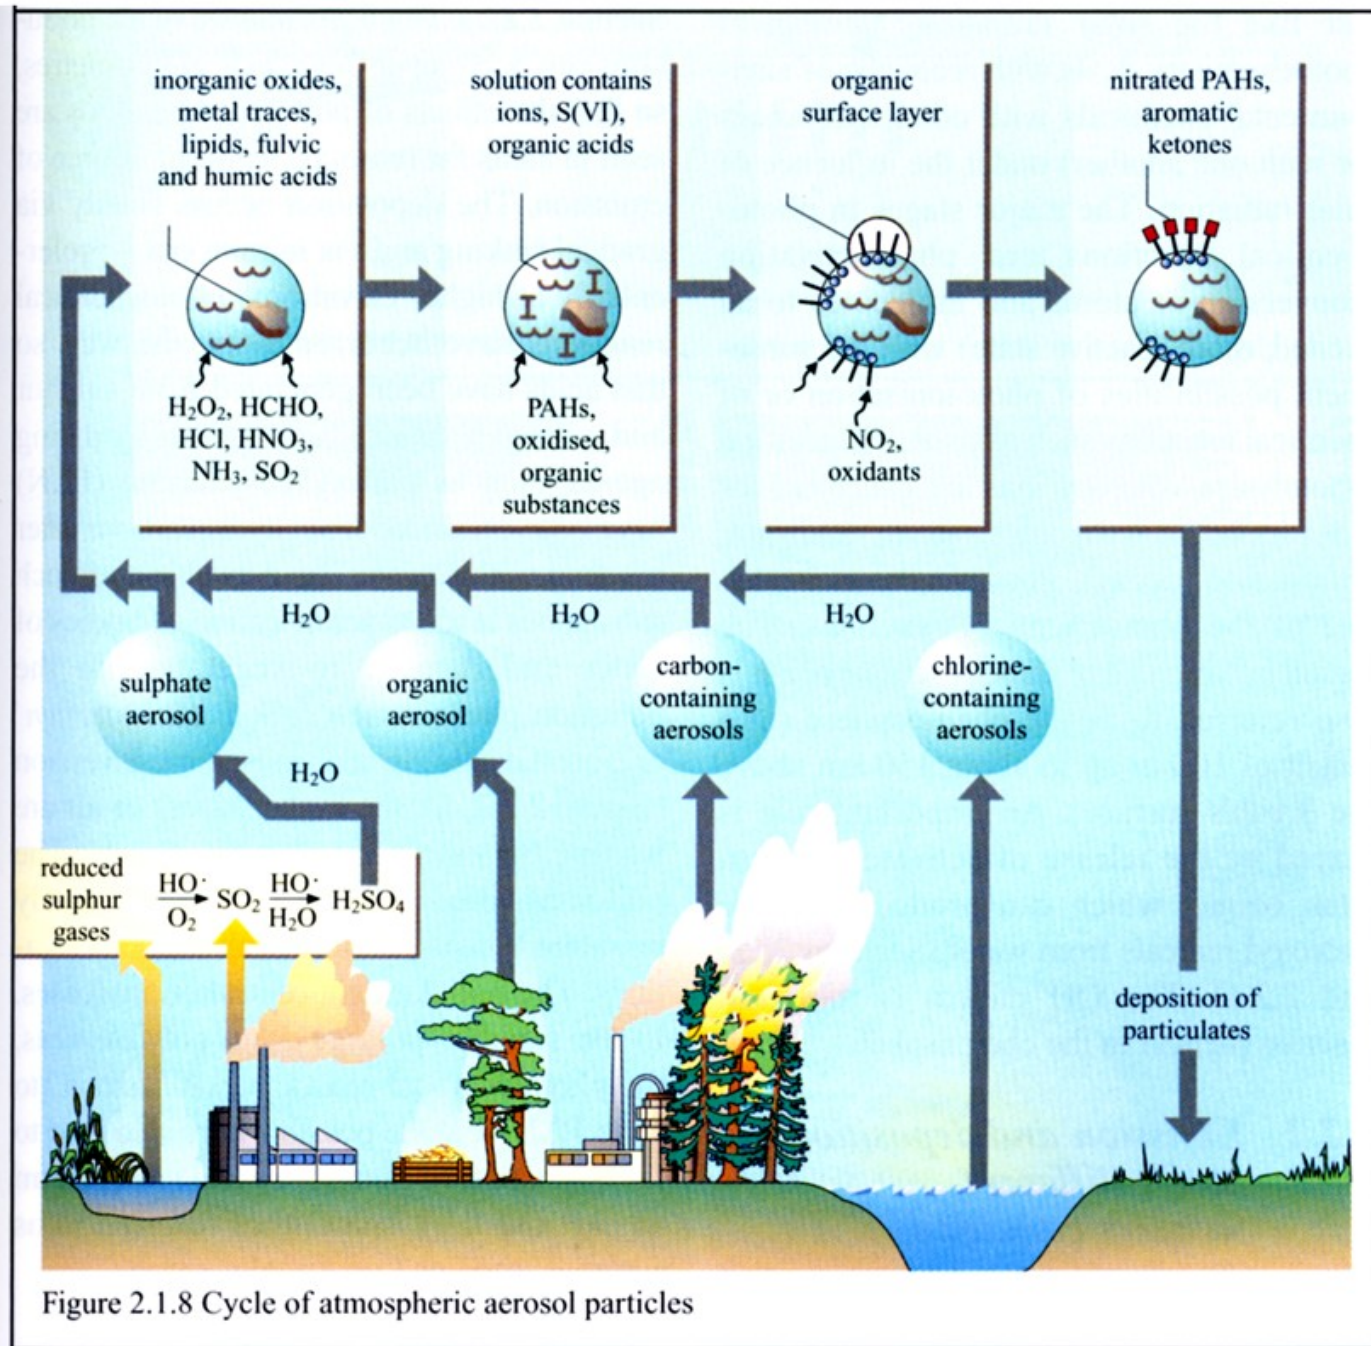 inorganic oxides,
metal traces,
lipids, fulvic
and humic acids
H₂O₂, HCHO,
HCl, HNO₃,
NH₃, SO₂
solution contains
ions, S(VI),
organic acids
PAHs,
oxidised,
organic
substances
organic
surface layer
NO₂,
oxidants
nitrated PAHs,
aromatic
ketones
H₂O
H₂O
H₂O
sulphate
aerosol
organic
aerosol
carbon-
containing
aerosols
chlorine-
containing
aerosols
H₂O
reduced
sulphur
gases
HO· HO·
SO₂ H₂SO₄
O₂ H₂O
deposition of
particulates
Figure 2.1.8 Cycle of atmospheric aerosol particles